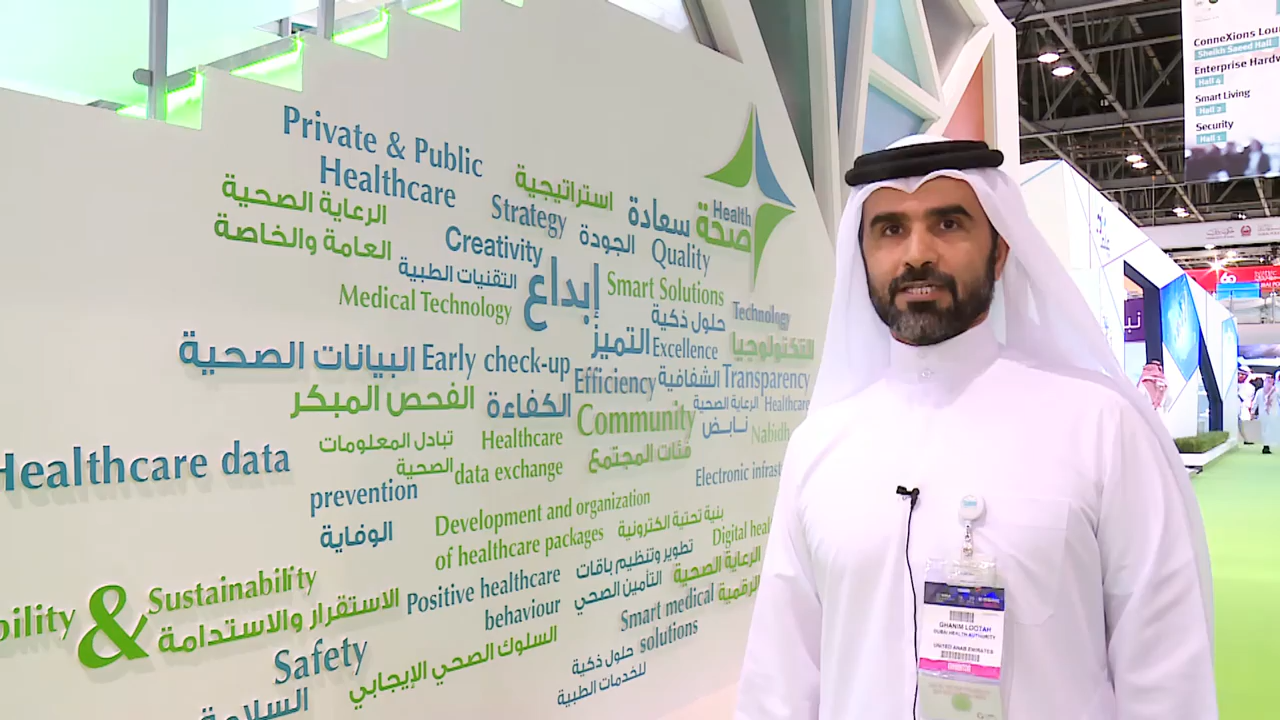 ConneXions Lou
Sheikh Saeed Hall
Enterprise Hardw
Hall 4
Smart Living
Hall 2
Security
Hall 1
Private & Public
Healthcare
الرعاية الصحية
العامة والخاصة
استراتيجية
Strategy
سعادة
Health
صحة
Creativity
الجودة
Quality
التقنيات الطبية
Medical Technology
إبداع
Smart Solutions
حلول ذكية
Technology
التكنولوجيا
البيانات الصحية
Early check-up
التميز
Excellence
الفحص المبكر
الكفاءة
Efficiency
الشفافية
Transparency
الرعاية الصحية
Healthcare
Community
نـابـض
Nabidh
فئات المجتمع
Healthcare data
تبادل المعلومات
الصحية
Healthcare
data exchange
Electronic infrast
prevention
الوقاية
Development and organization
of healthcare packages
بنية تحتية الكترونية
Digital heal
تطوير وتنظيم باقات
التأمين الصحي
الرعاية الصحية
الرقمية
bility
&
Sustainability
الاستقرار والاستدامة
Positive healthcare
behaviour
السلوك الصحي الإيجابي
Smart medical
solutions
حلول ذكية
للخدمات الطبية
Safety
السلامة
GHANIM LOOTAH
DUBAI HEALTH AUTHORITY
UNITED ARAB EMIRATES
EXHIBITOR